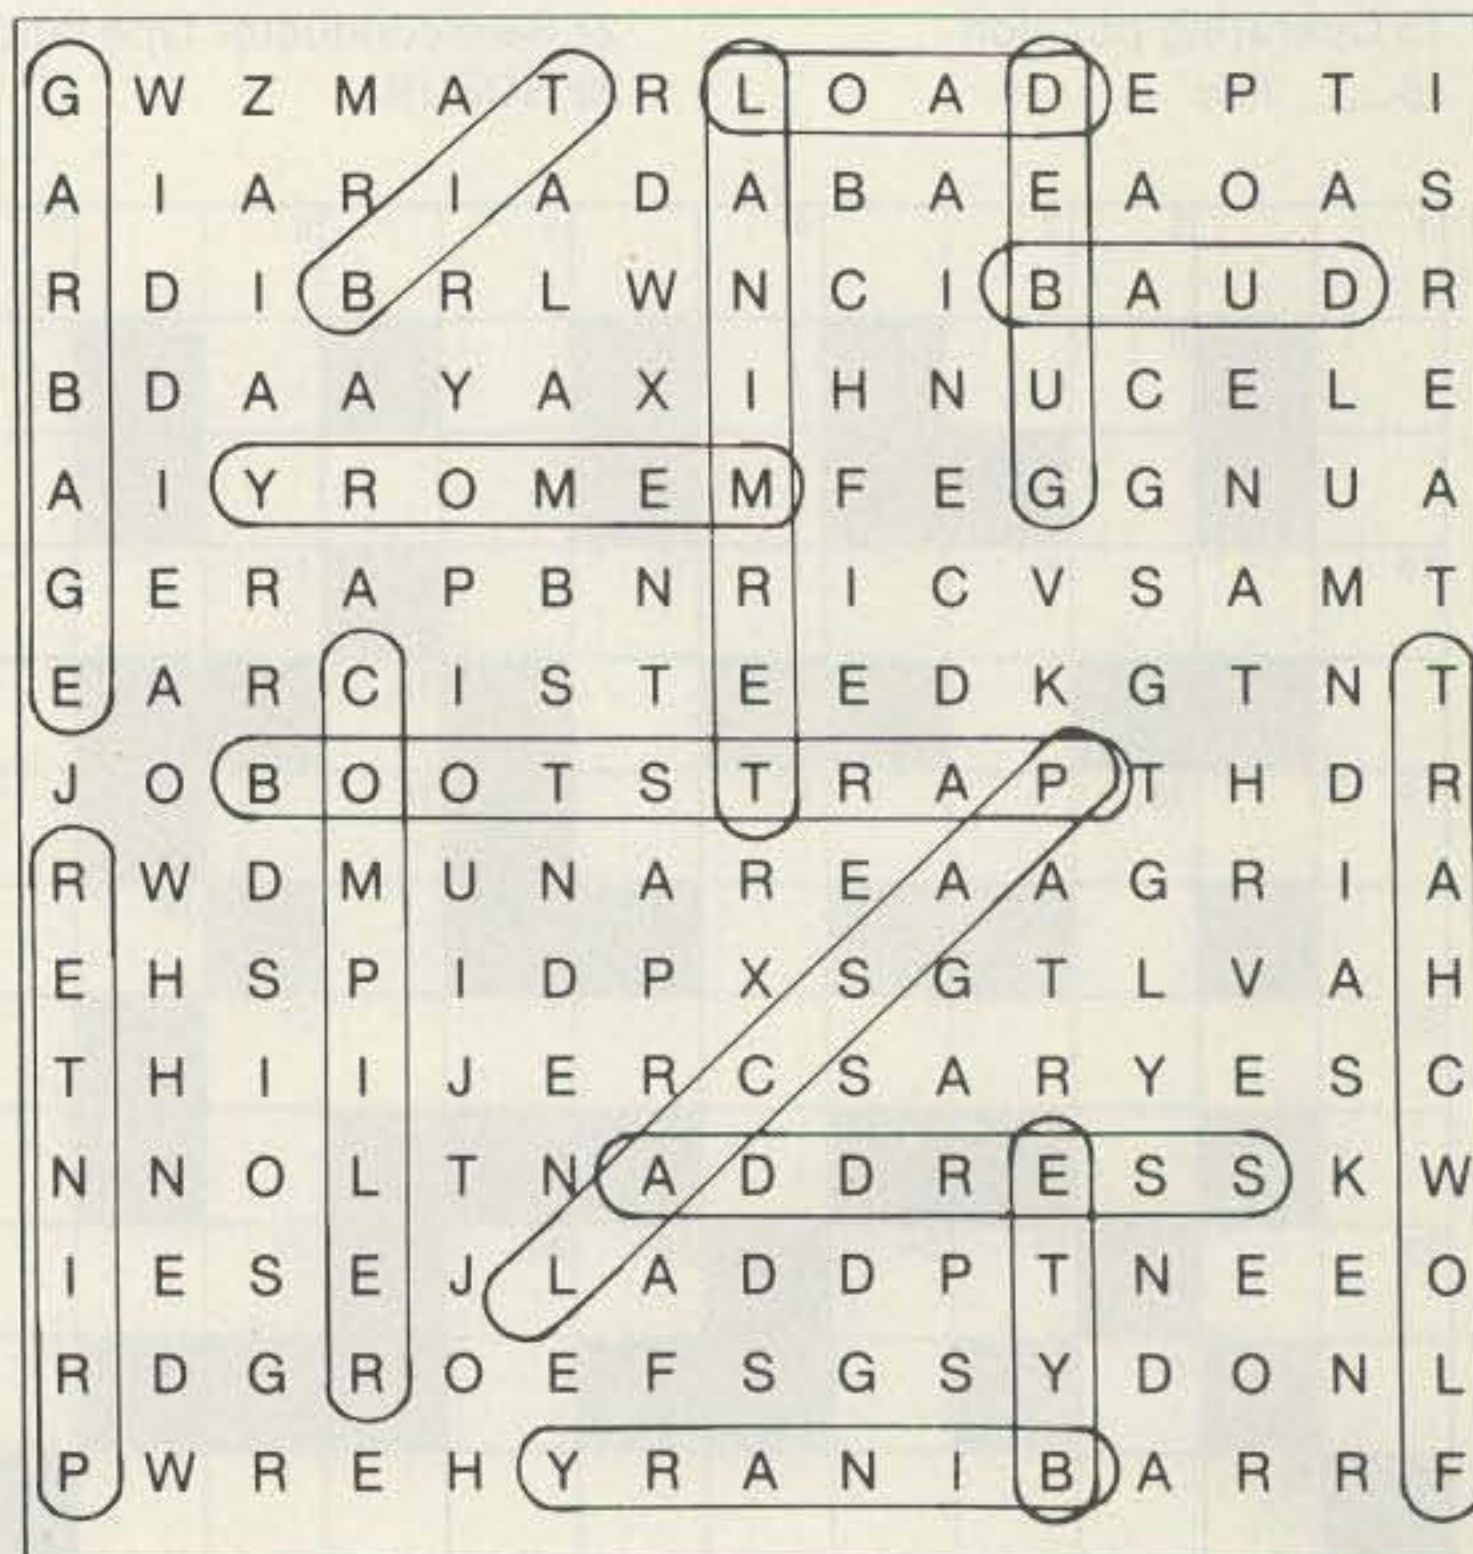 G W Z M A T R L O A D E P T I
A I A R I A D A B A E A O A S
R D I B R L W N C I B A U D R
B D A A Y A X I H N U C E L E
A I Y R O M E M F E G G N U A
G E R A P B N R I C V S A M T
E A R C I S T E E D K G T N T
J O B O O T S T R A P T H D R
R W D M U N A R E A A G R I A
E H S P I D P X S G T L V A H
T H I I J E R C S A R Y E S C
N N O L T N A D D R E S S K W
I E S E J L A D D P T N E E O
R D G R O E F S G S Y D O N L
P W R E H Y R A N I B A R R F